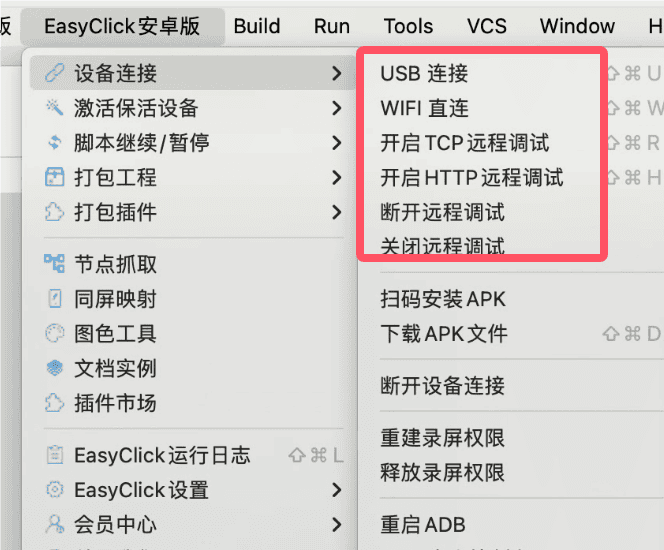 版 EasyClick安卓版 Build Run Tools VCS Window H
设备连接
激活保活设备
脚本继续/暂停
打包工程
打包插件
节点抓取
同屏映射
图色工具
文档实例
插件市场
EasyClick运行日志 ⇧⌘L
EasyClick设置
会员中心
USB 连接 ⇧⌘U
WIFI 直连 ⇧⌘W
开启TCP远程调试 ⇧⌘R
开启HTTP远程调试 ⇧⌘H
断开远程调试
关闭远程调试
扫码安装APK
下载APK文件 ⇧⌘D
断开设备连接
重建录屏权限
释放录屏权限
重启ADB